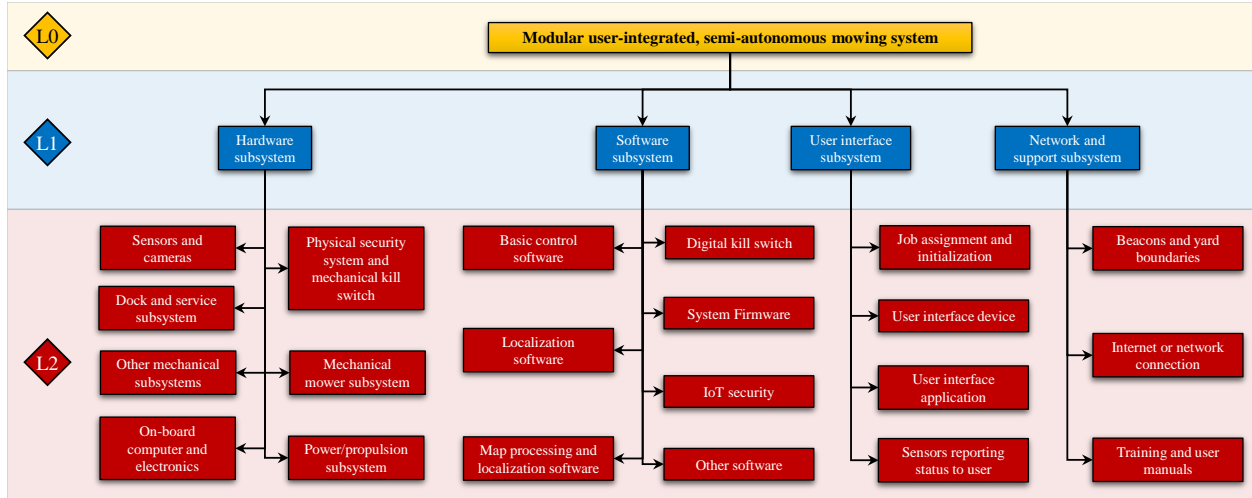 L0
Modular user-integrated, semi-autonomous mowing system
L1
Hardware
subsystem
Software
subsystem
User interface
subsystem
Network and
support subsystem
L2
Sensors and
cameras
Physical security
system and
mechanical kill
switch
Dock and service
subsystem
Other mechanical
subsystems
Mechanical
mower subsystem
On-board
computer and
electronics
Power/propulsion
subsystem
Basic control
software
Digital kill switch
System Firmware
Localization
software
IoT security
Map processing and
localization software
Other software
Job assignment and
initialization
User interface device
User interface
application
Sensors reporting
status to user
Beacons and yard
boundaries
Internet or network
connection
Training and user
manuals